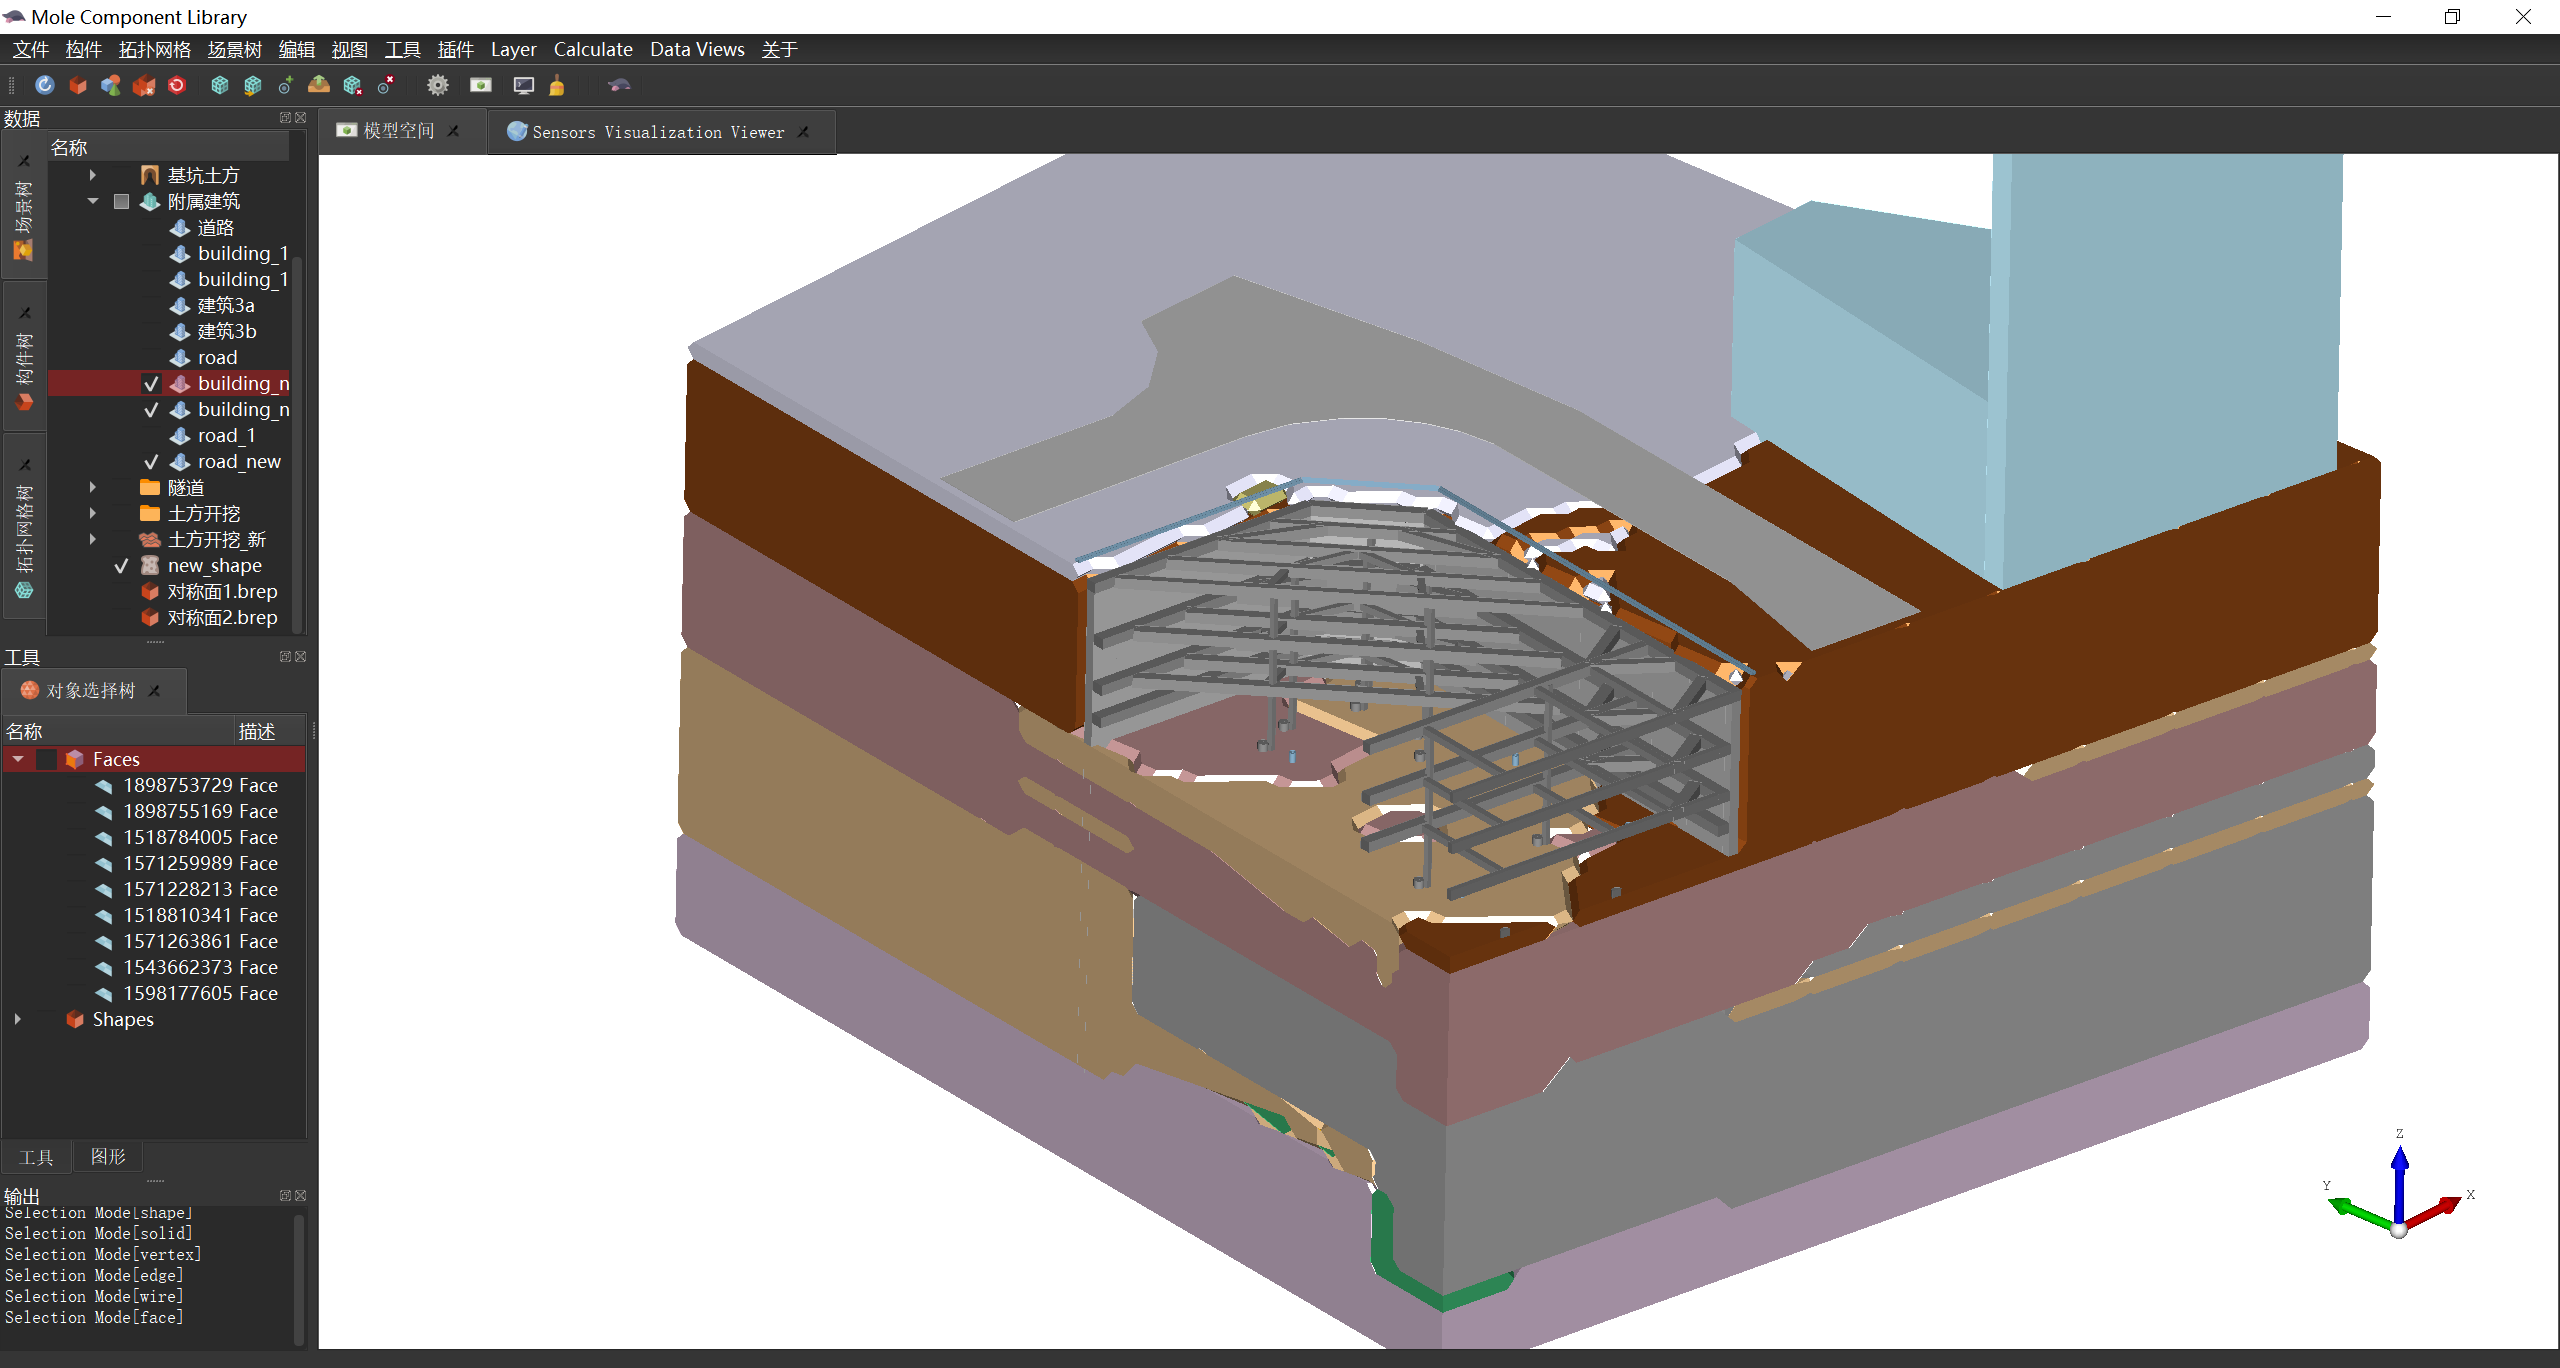 Mole Component Library
文件 构件 拓扑网格 场景树 编辑 视图 工具 插件 Layer Calculate Data Views 关于
数据
模型空间
Sensors Visualization Viewer
名称
场景树
构件树
拓扑网格树
基坑土方
附属建筑
道路
building_1
building_1
建筑3a
建筑3b
road
building_n
building_n
road_1
road_new
隧道
土方开挖
土方开挖_新
new_shape
对称面1.brep
对称面2.brep
工具
对象选择树
名称 描述
Faces
1898753729 Face
1898755169 Face
1518784005 Face
1571259989 Face
1571228213 Face
1518810341 Face
1571263861 Face
1543662373 Face
1598177605 Face
Shapes
工具 图形
输出
Selection Mode[shape]
Selection Mode[solid]
Selection Mode[vertex]
Selection Mode[edge]
Selection Mode[wire]
Selection Mode[face]
Z
Y
X